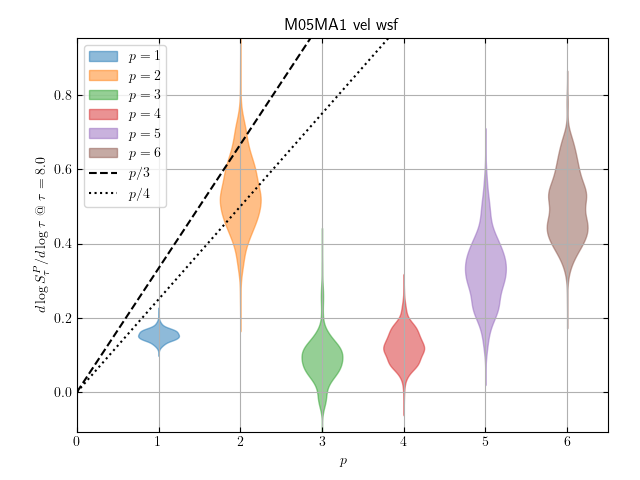 M05MA1 vel wsf
p = 1
p = 2
p = 3
p = 4
p = 5
p = 6
p/3
p/4
d log S_τ^P / d log τ @ τ = 8.0
0.8
0.6
0.4
0.2
0.0
0 1 2 3 4 5 6
p